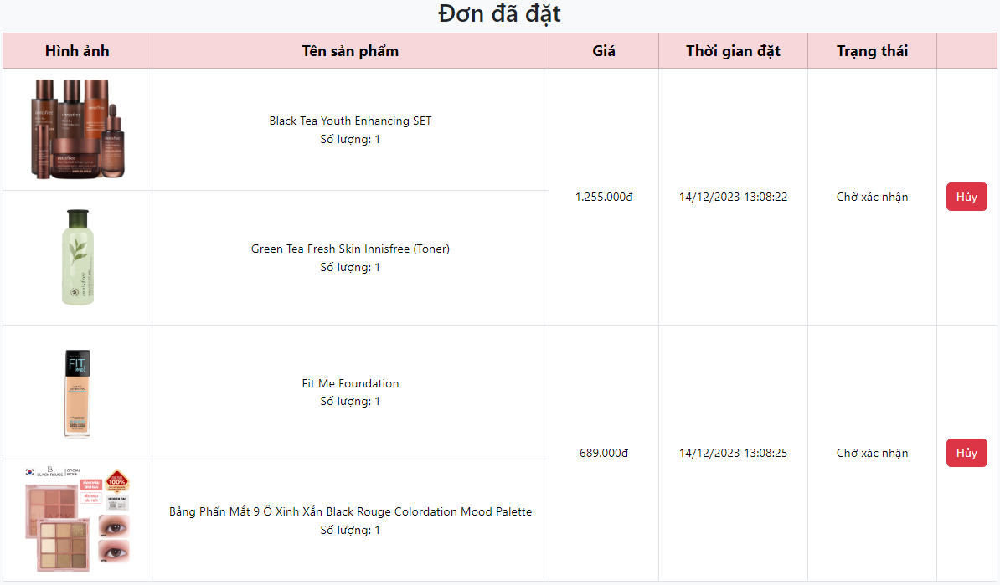 Đơn đã đặt
Hình ảnh Tên sản phẩm Giá Thời gian đặt Trạng thái
Black Tea Youth Enhancing SET
Số lượng: 1
1.255.000đ 14/12/2023 13:08:22 Chờ xác nhận Hủy
Green Tea Fresh Skin Innisfree (Toner)
Số lượng: 1
innisfree
FIT
me!
Fit Me Foundation
Số lượng: 1
689.000đ 14/12/2023 13:08:25 Chờ xác nhận Hủy
BLACK ROUGE
100%
Bảng Phấn Mắt 9 Ô Xinh Xắn Black Rouge Colordation Mood Palette
Số lượng: 1